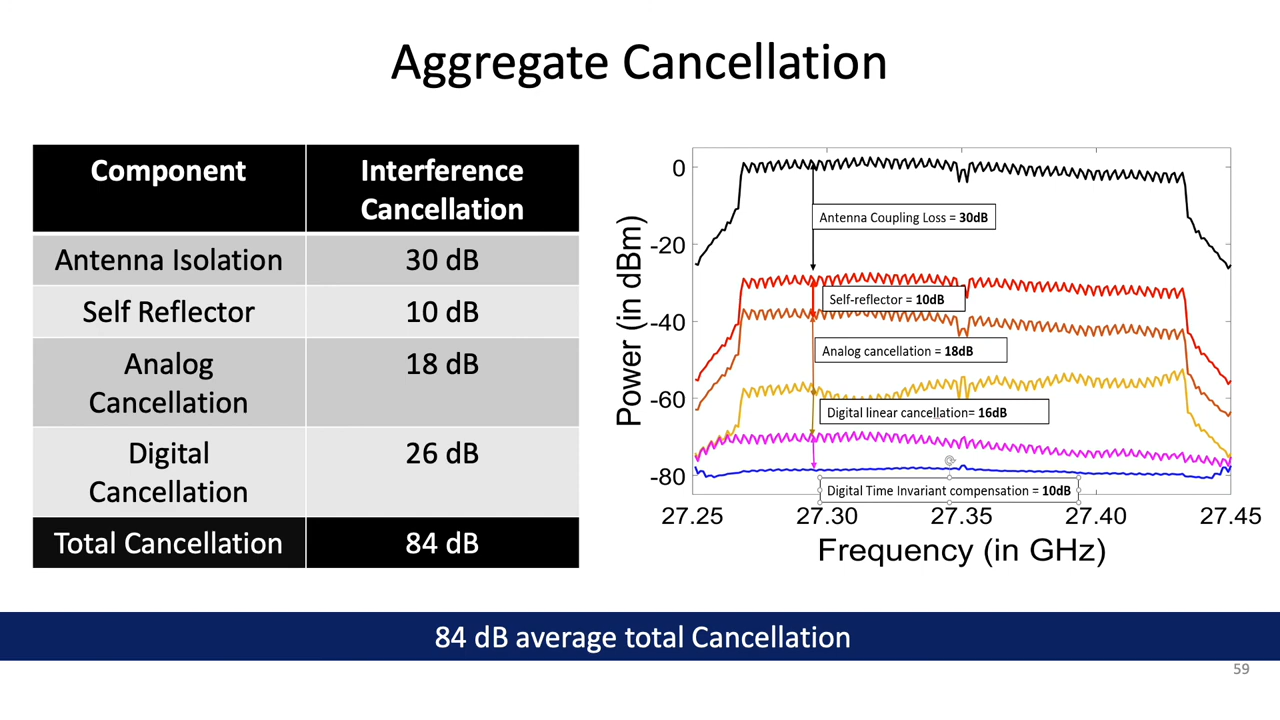 Aggregate Cancellation
Component
Interference
Cancellation
Antenna Isolation
30 dB
Self Reflector
10 dB
Analog
Cancellation
18 dB
Digital
Cancellation
26 dB
Total Cancellation
84 dB
Power (in dBm)
0
-20
-40
-60
-80
Antenna Coupling Loss = 30dB
Self-reflector = 10dB
Analog cancellation = 18dB
Digital linear cancellation= 16dB
Digital Time Invariant compensation = 10dB
27.25 27.30 27.35 27.40 27.45
Frequency (in GHz)
84 dB average total Cancellation
59